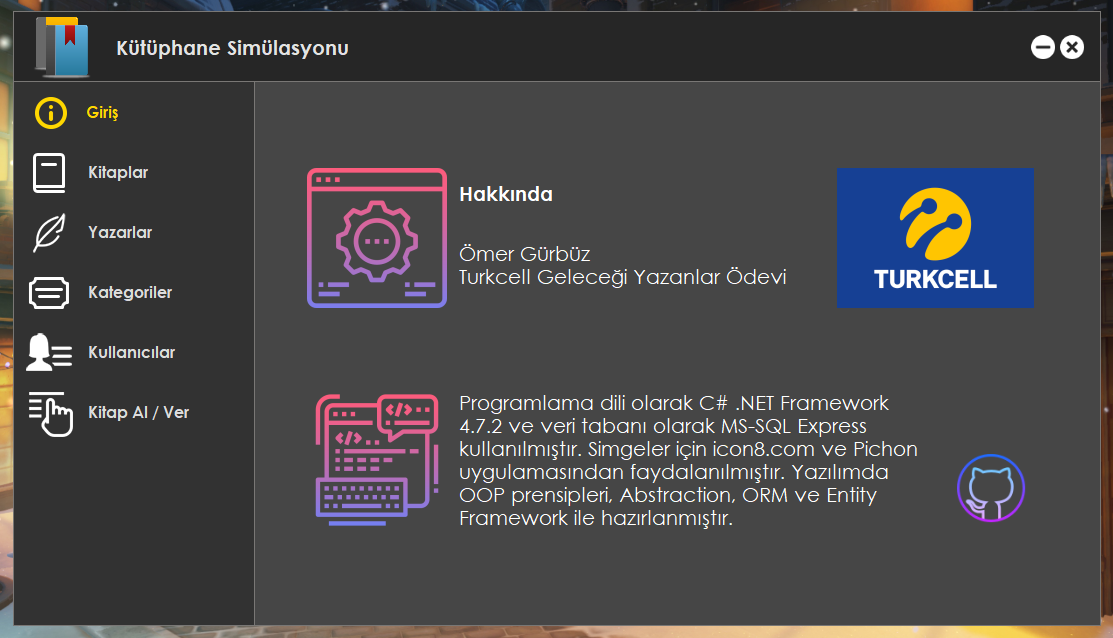 Kütüphane Simülasyonu
Giriş
Kitaplar
Yazarlar
Kategoriler
Kullanıcılar
Kitap Al / Ver
Hakkında
Ömer Gürbüz
Turkcell Geleceği Yazanlar Ödevi
TURKCELL
Programlama dili olarak C# .NET Framework
4.7.2 ve veri tabanı olarak MS-SQL Express
kullanılmıştır. Simgeler için icon8.com ve Pichon
uygulamasından faydalanılmıştır. Yazılımda
OOP prensipleri, Abstraction, ORM ve Entity
Framework ile hazırlanmıştır.